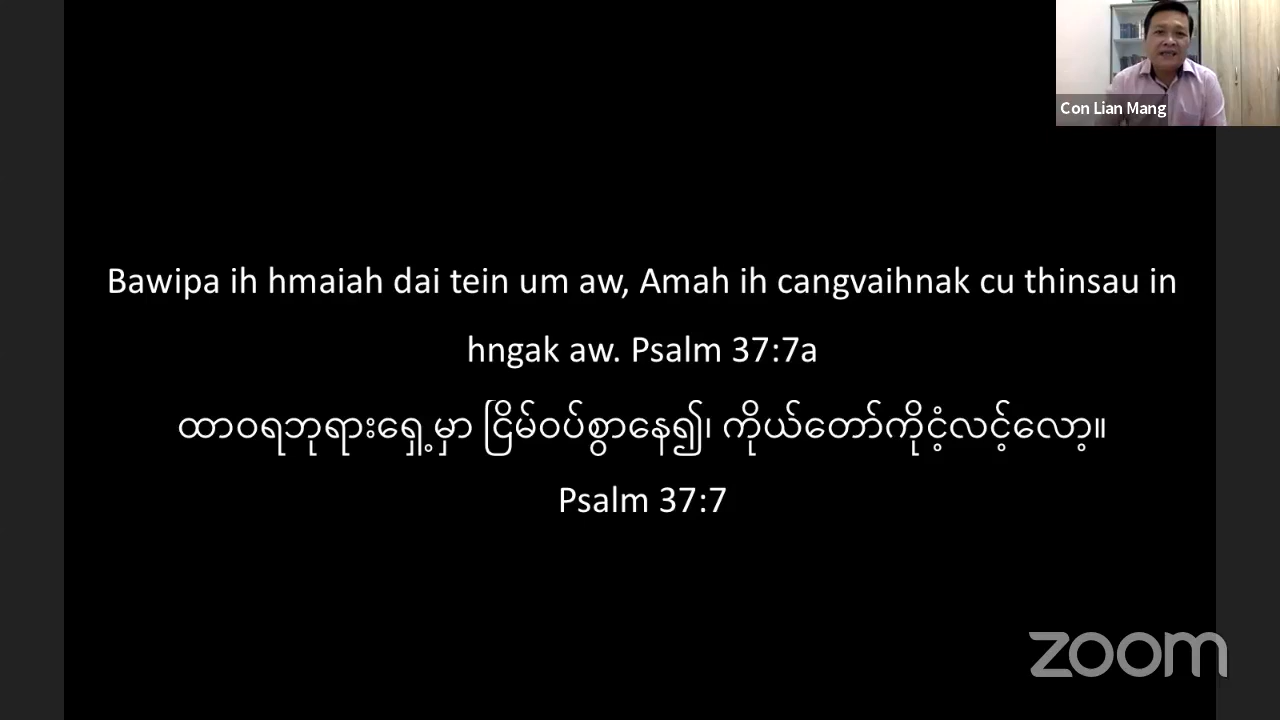 Con Lian Mang
Bawipa ih hmaiah dai tein um aw, Amah ih cangvaihnak cu thinsau in
hngak aw. Psalm 37:7a
ထာဝရဘုရားရှေ့မှာ ငြိမ်ဝပ်စွာနေ၍၊ ကိုယ်တော်ကိုငံ့လင့်လော့။
Psalm 37:7
zoom